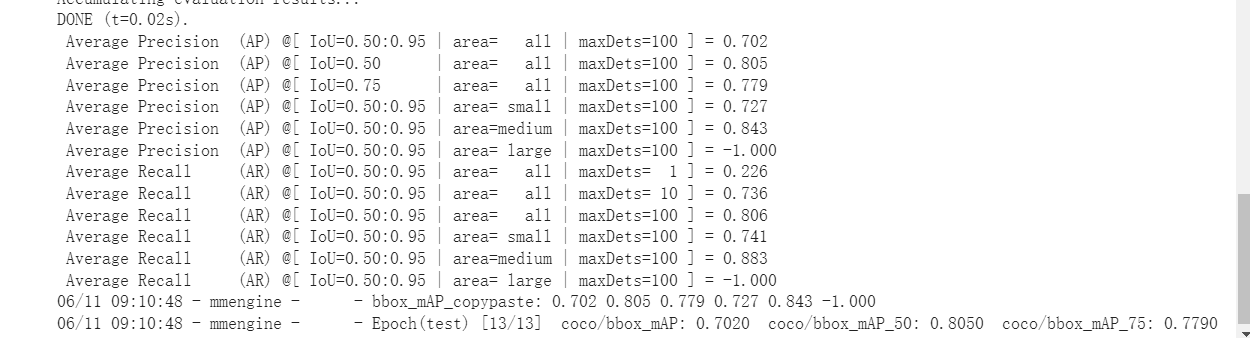 Accumulating evaluation results...
DONE (t=0.02s).
Average Precision  (AP) @[ IoU=0.50:0.95 | area=   all | maxDets=100 ] = 0.702
Average Precision  (AP) @[ IoU=0.50      | area=   all | maxDets=100 ] = 0.805
Average Precision  (AP) @[ IoU=0.75      | area=   all | maxDets=100 ] = 0.779
Average Precision  (AP) @[ IoU=0.50:0.95 | area= small | maxDets=100 ] = 0.727
Average Precision  (AP) @[ IoU=0.50:0.95 | area=medium | maxDets=100 ] = 0.843
Average Precision  (AP) @[ IoU=0.50:0.95 | area= large | maxDets=100 ] = -1.000
Average Recall     (AR) @[ IoU=0.50:0.95 | area=   all | maxDets=  1 ] = 0.226
Average Recall     (AR) @[ IoU=0.50:0.95 | area=   all | maxDets= 10 ] = 0.736
Average Recall     (AR) @[ IoU=0.50:0.95 | area=   all | maxDets=100 ] = 0.806
Average Recall     (AR) @[ IoU=0.50:0.95 | area= small | maxDets=100 ] = 0.741
Average Recall     (AR) @[ IoU=0.50:0.95 | area=medium | maxDets=100 ] = 0.883
Average Recall     (AR) @[ IoU=0.50:0.95 | area= large | maxDets=100 ] = -1.000
06/11 09:10:48 - mmengine -      - bbox_mAP_copypaste: 0.702 0.805 0.779 0.727 0.843 -1.000
06/11 09:10:48 - mmengine -      - Epoch(test) [13/13]  coco/bbox_mAP: 0.7020  coco/bbox_mAP_50: 0.8050  coco/bbox_mAP_75: 0.7790